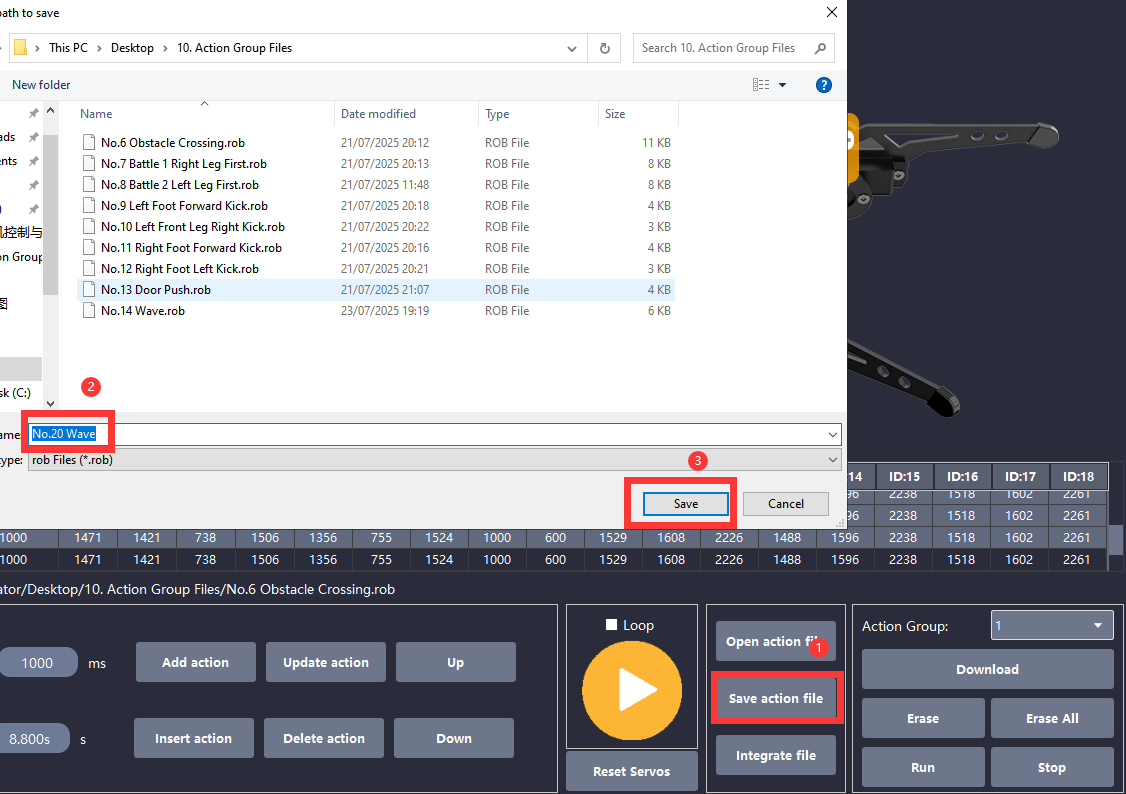 path to save
This PC > Desktop > 10. Action Group Files
Search 10. Action Group Files
New folder
?
Name Date modified Type Size
No.6 Obstacle Crossing.rob 21/07/2025 20:12 ROB File 11 KB
No.7 Battle 1 Right Leg First.rob 21/07/2025 20:13 ROB File 8 KB
No.8 Battle 2 Left Leg First.rob 21/07/2025 11:48 ROB File 8 KB
No.9 Left Foot Forward Kick.rob 21/07/2025 20:18 ROB File 4 KB
No.10 Left Front Leg Right Kick.rob 21/07/2025 20:22 ROB File 3 KB
No.11 Right Foot Forward Kick.rob 21/07/2025 20:16 ROB File 4 KB
No.12 Right Foot Left Kick.rob 21/07/2025 20:21 ROB File 3 KB
No.13 Door Push.rob 21/07/2025 21:07 ROB File 4 KB
No.14 Wave.rob 23/07/2025 19:19 ROB File 6 KB
ads
ents
控制与
on Group
图
sk (C:)
2
ame: No.20 Wave
ype: rob Files (*.rob)
3
Save Cancel
14 ID:15 ID:16 ID:17 ID:18
96 2238 1518 1602 2261
596 2238 1518 1602 2261
1000 1471 1421 738 1506 1356 755 1524 1000 600 1529 1608 2226 1488 1596 2238 1518 1602 2261
1000 1471 1421 738 1506 1356 755 1524 1000 600 1529 1608 2226 1488 1596 2238 1518 1602 2261
ator/Desktop/10. Action Group Files/No.6 Obstacle Crossing.rob
1000 ms
Add action Update action Up
8.800s s
Insert action Delete action Down
Loop
Reset Servos
Open action fi
1
Save action file
Integrate file
Action Group: 1
Download
Erase Erase All
Run Stop